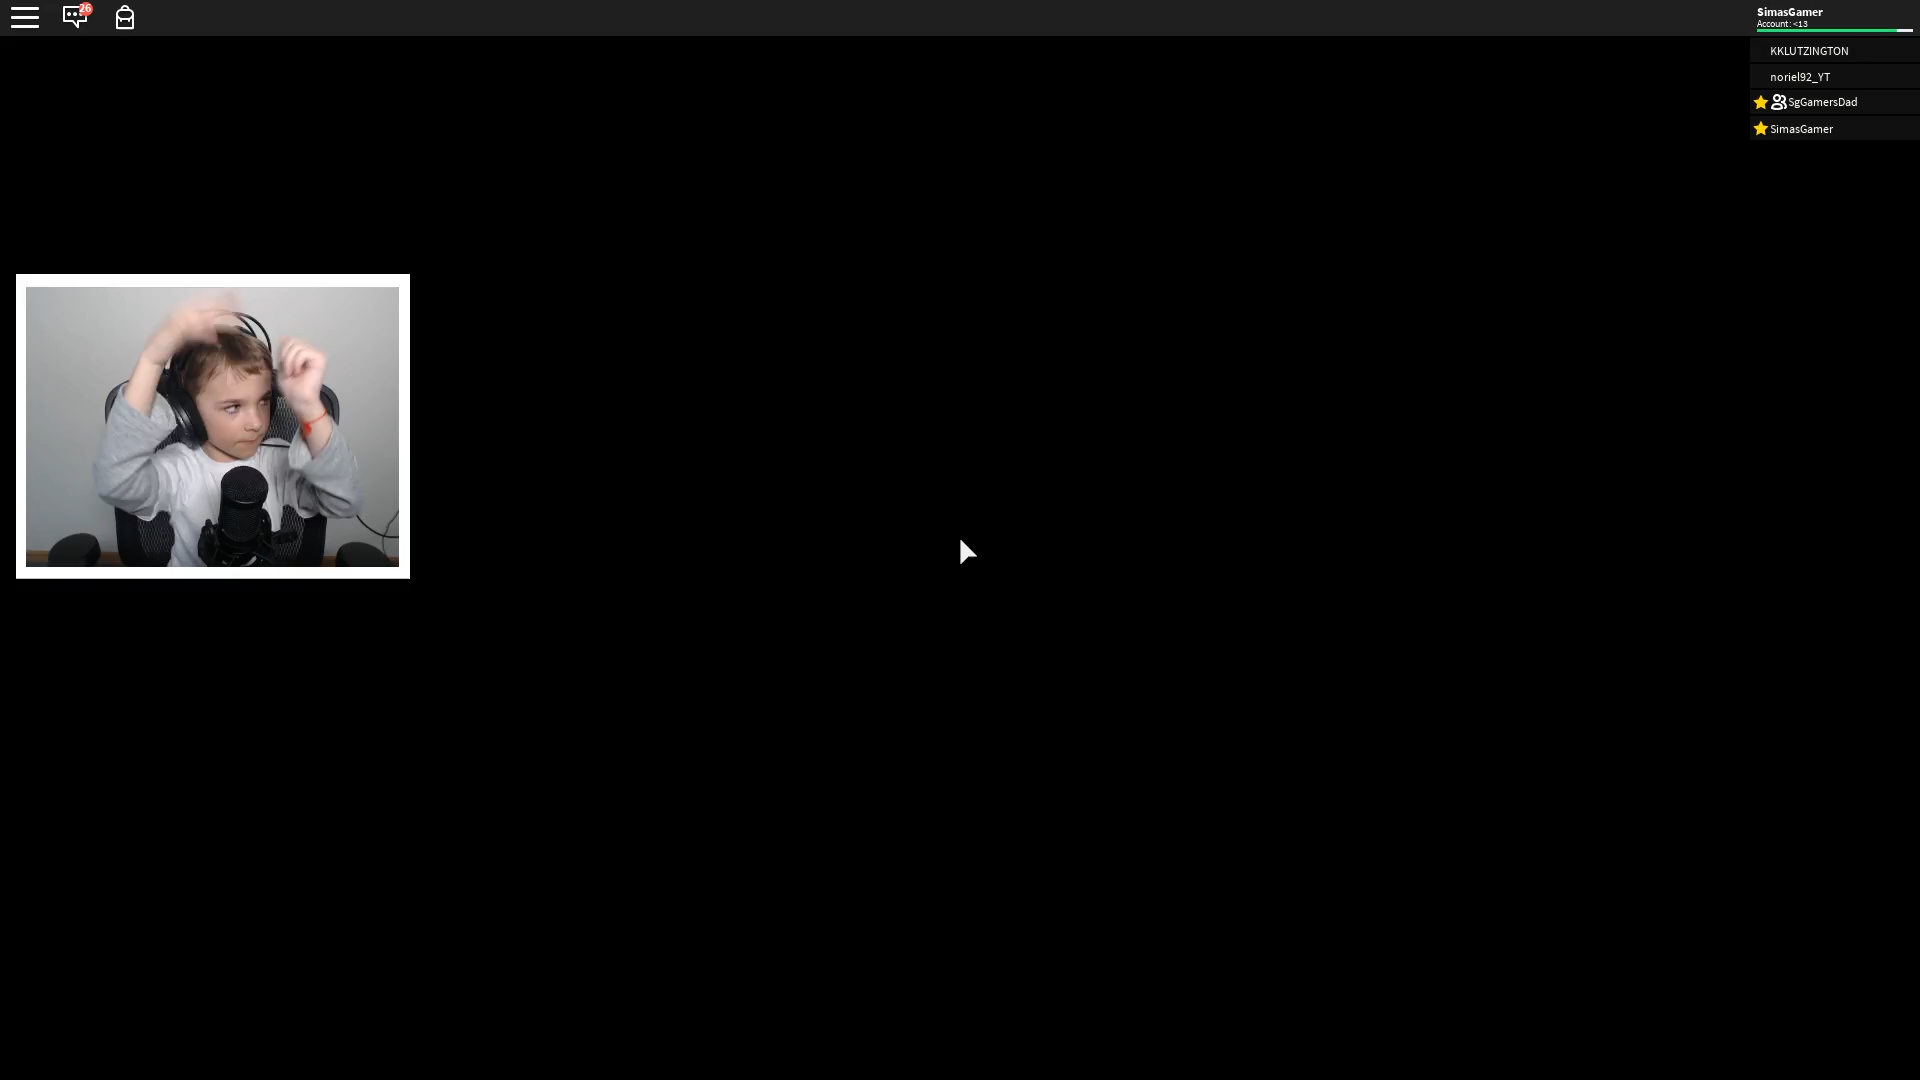 26
SimasGamer
Account: <13
KKLUTZINGTON
noriel92_YT
SgGamersDad
SimasGamer